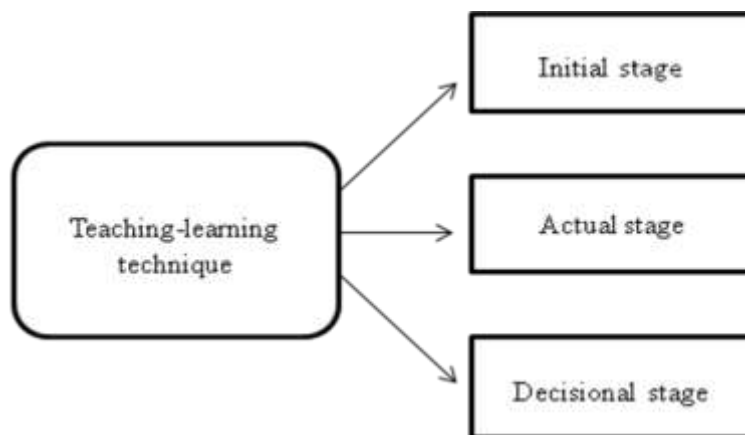 Initial stage
Teaching-learning
technique
Actual stage
Decisional stage